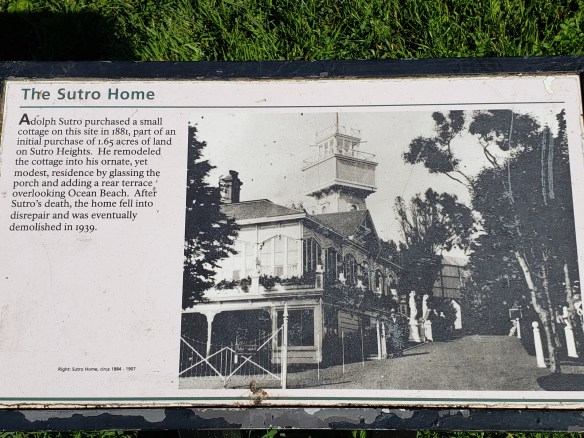 The Sutro Home
Adolph Sutro purchased a small
cottage on this site in 1881, part of an
initial purchase of 1.65 acres of land
on Sutro Heights. He remodeled
the cottage into his ornate, yet
modest, residence by glassing the
porch and adding a rear terrace
overlooking Ocean Beach. After
Sutro's death, the home fell into
disrepair and was eventually
demolished in 1939.
Right: Sutro Home, circa 1884 - 1907